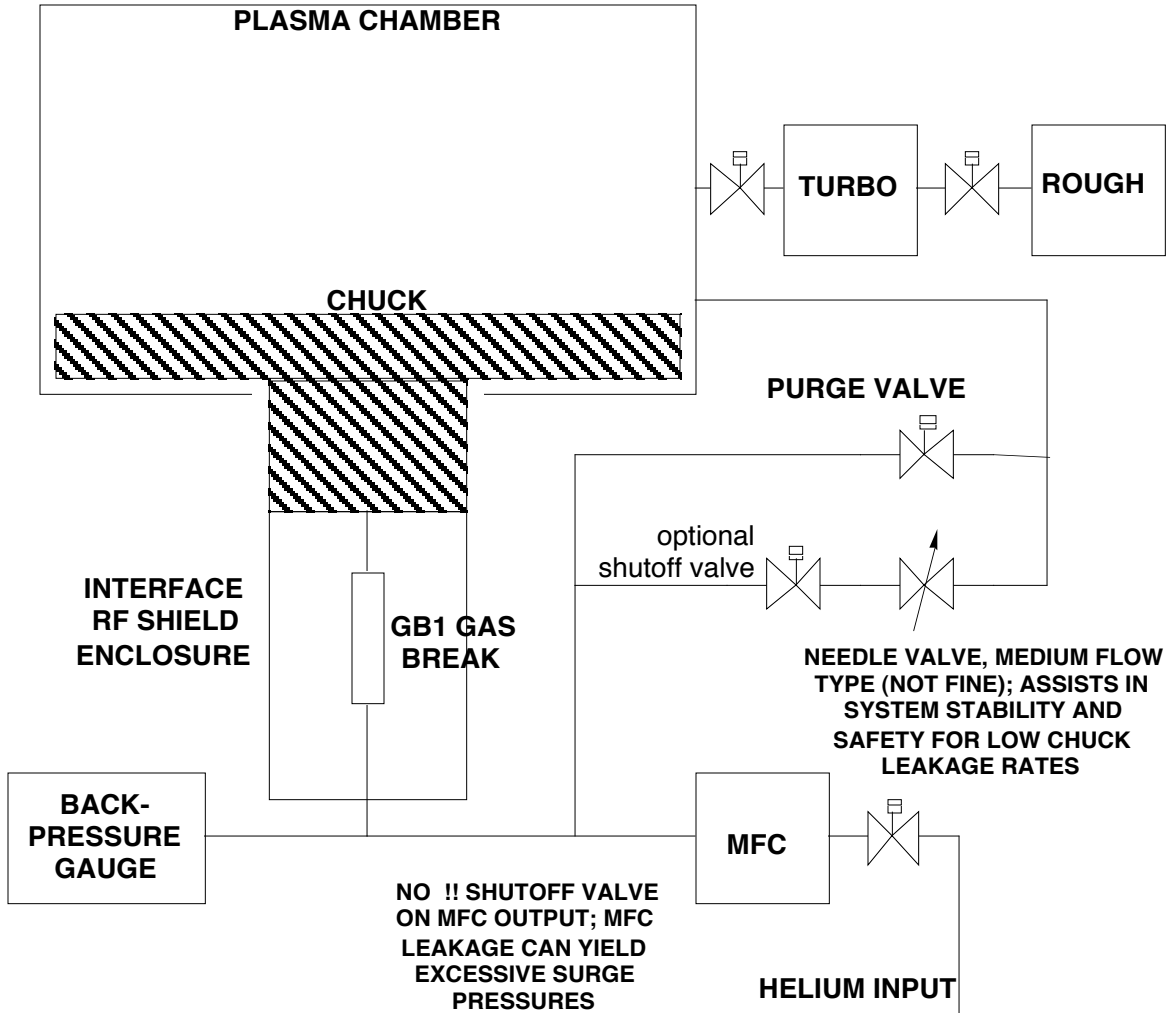 PLASMA CHAMBER
TURBO
ROUGH
CHUCK
PURGE VALVE
optional
shutoff valve
INTERFACE
RF SHIELD
ENCLOSURE
GB1 GAS
BREAK
NEEDLE VALVE, MEDIUM FLOW
TYPE (NOT FINE); ASSISTS IN
SYSTEM STABILITY AND
SAFETY FOR LOW CHUCK
LEAKAGE RATES
BACK-
PRESSURE
GAUGE
MFC
NO !! SHUTOFF VALVE
ON MFC OUTPUT; MFC
LEAKAGE CAN YIELD
EXCESSIVE SURGE
PRESSURES
HELIUM INPUT